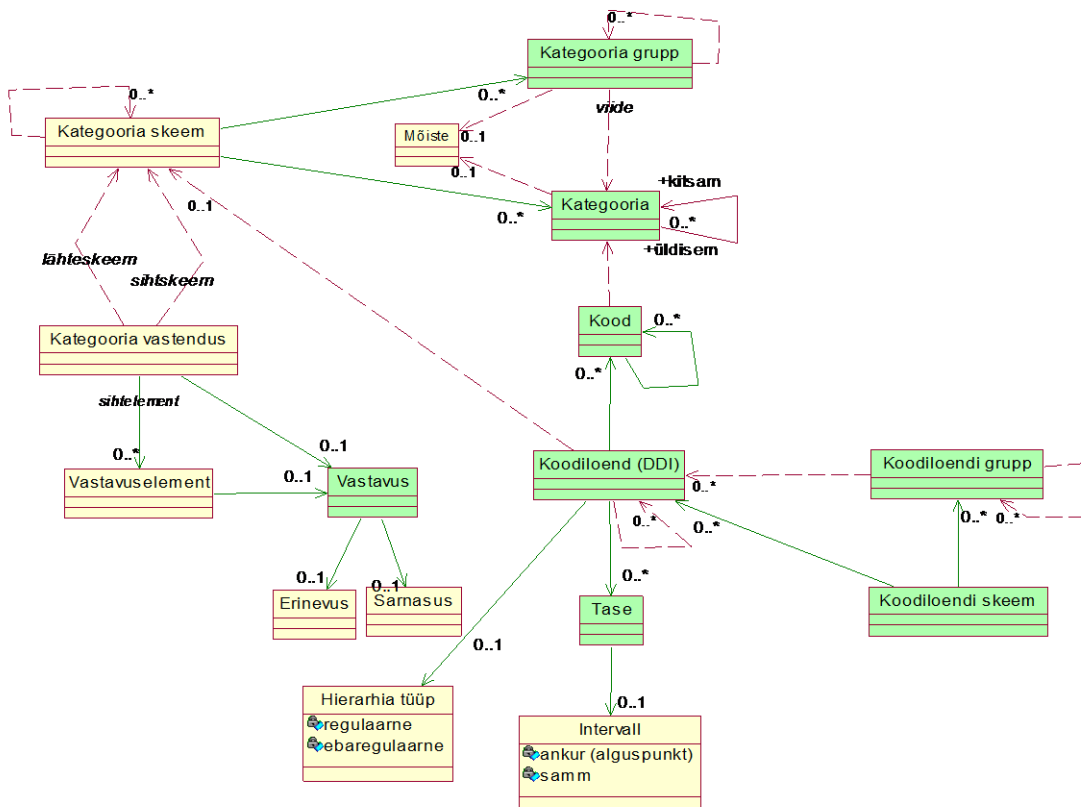 0..*
Kategooria grupp
0..*
0..*
Kategooria skeem
viide
Mõiste
0..1
0..1
+kitsam
Kategooria
0..1
0..*
0..*
+üldisem
lähteskeem
sihtskeem
Kood
0..*
Kategooria vastendus
0..*
sihtelement
0..1
Koodiloend (DDI)
Koodiloendi grupp
0..*
Vastavuselement
0..1
Vastavus
0..*
0..*
0..*
0..*
0..*
0..1
0..1
0..*
Erinevus
Sarnasus
Tase
Koodiloendi skeem
0..1
Hierarhia tüüp
regulaarne
ebaregulaarne
0..1
Intervall
ankur (alguspunkt)
samm